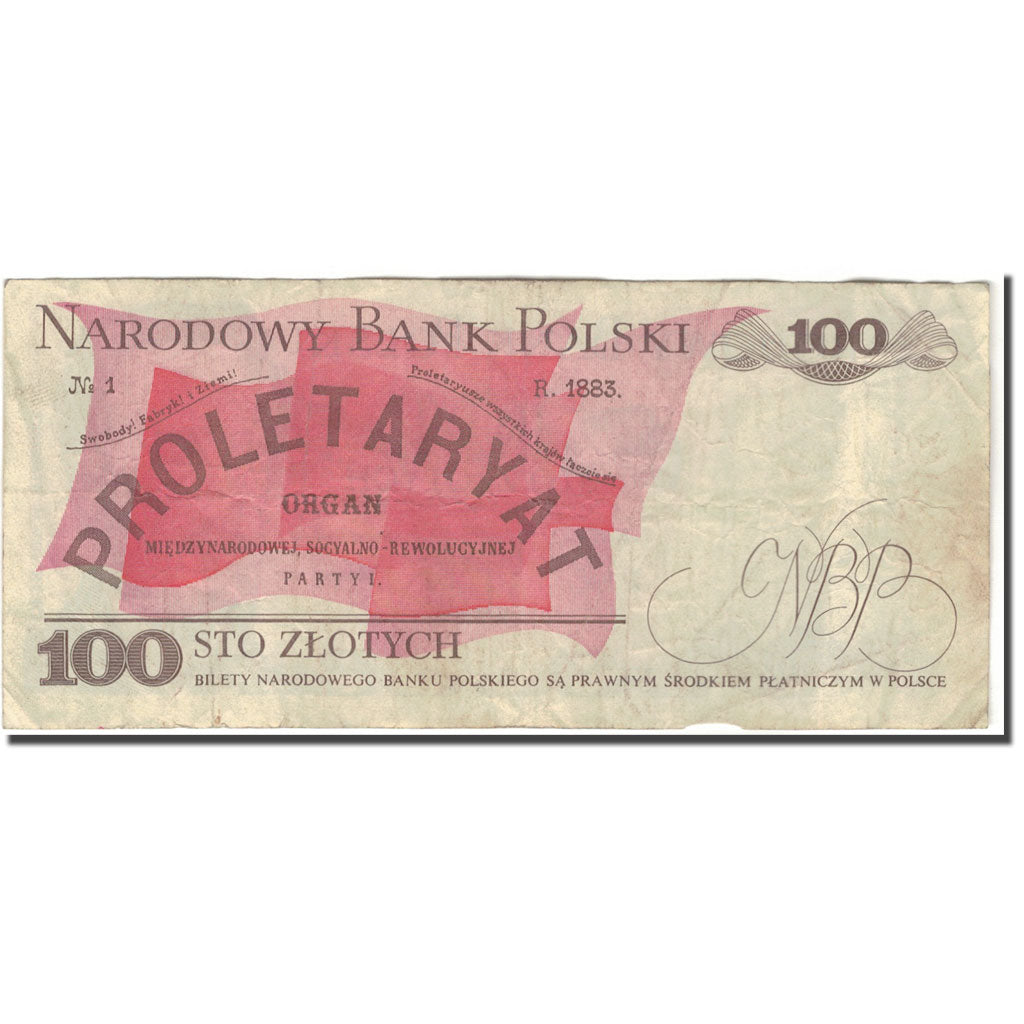 NARODOWY BANK POLSKI
100
№ 1
R. 1883.
Swobody! Fabryk! i Ziemi!
Proletaryusze wszystkich krajów łączcie się
PROLETARYAT
ORGAN
MIĘDZYNARODOWEJ, SOCYALNO-REWOLUCYJNEJ
PARTYI.
NBP
100 STO ZŁOTYCH
BILETY NARODOWEGO BANKU POLSKIEGO SĄ PRAWNYM ŚRODKIEM PŁATNICZYM W POLSCE